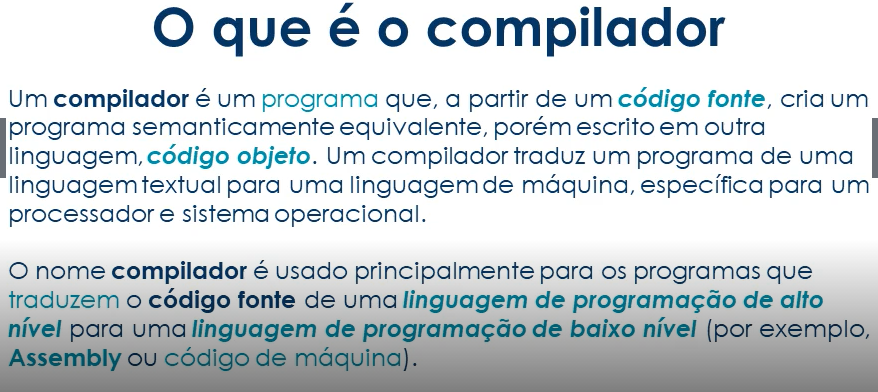 O que é o compilador
Um compilador é um programa que, a partir de um código fonte, cria um
programa semanticamente equivalente, porém escrito em outra
linguagem, código objeto. Um compilador traduz um programa de uma
linguagem textual para uma linguagem de máquina, específica para um
processador e sistema operacional.
O nome compilador é usado principalmente para os programas que
traduzem o código fonte de uma linguagem de programação de alto
nível para uma linguagem de programação de baixo nível (por exemplo,
Assembly ou código de máquina).